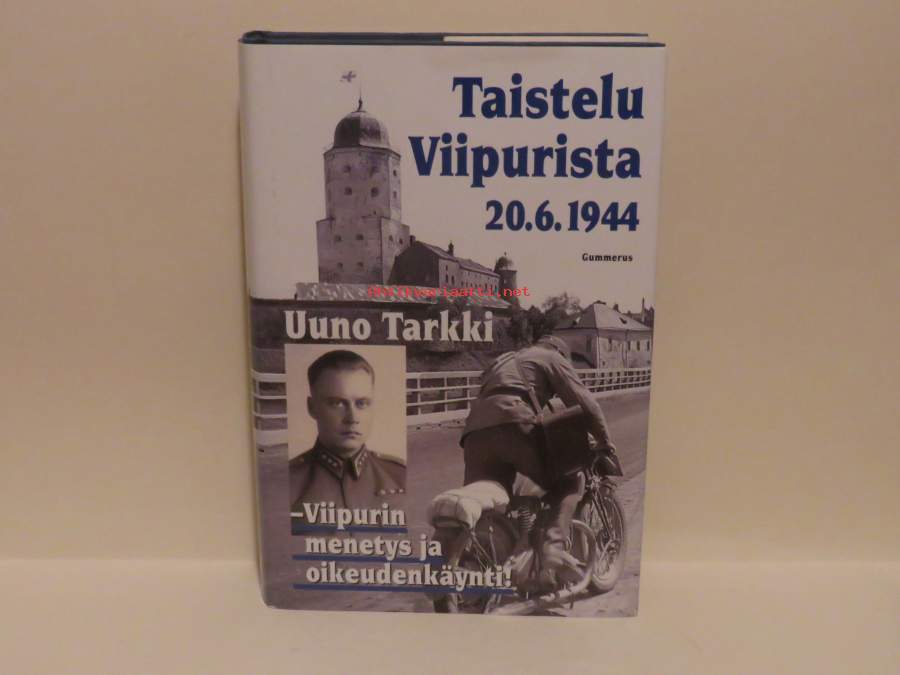 Taistelu
Viipurista
20.6.1944
Gummerus
Uuno Tarkki
–Viipurin
menetys ja
oikeudenkäynti!